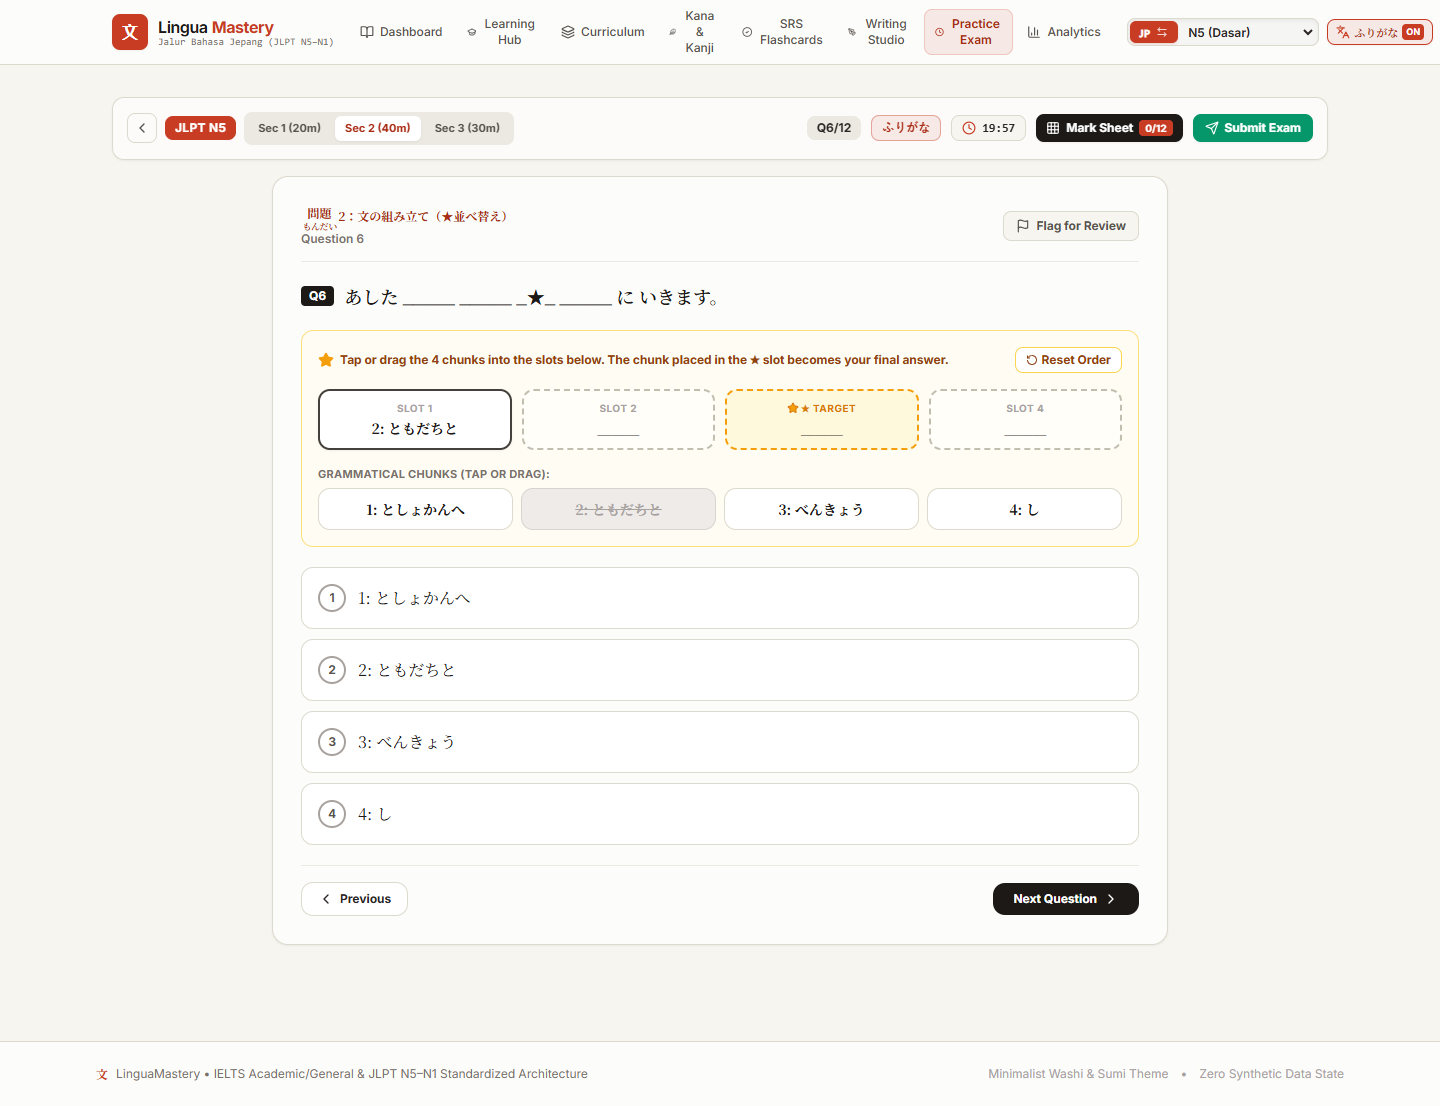 文
Lingua Mastery
Jalur Bahasa Jepang (JLPT N5-N1)
Dashboard
Learning Hub
Curriculum
Kana & Kanji
SRS Flashcards
Writing Studio
Practice Exam
Analytics
JP ⇆
N5 (Dasar)
ふりがな ON
JLPT N5
Sec 1 (20m)
Sec 2 (40m)
Sec 3 (30m)
Q6/12
ふりがな
19:57
Mark Sheet 0/12
Submit Exam
問題 2：文の組み立て（★並べ替え）
もんだい
Question 6
Flag for Review
Q6 あした _____ _____ _★_ _____ に いきます。
Tap or drag the 4 chunks into the slots below. The chunk placed in the ★ slot becomes your final answer.
Reset Order
SLOT 1
2: ともだちと
SLOT 2
_____
★ TARGET
_____
SLOT 4
_____
GRAMMATICAL CHUNKS (TAP OR DRAG):
1: としょかんへ
2: ともだちと
3: べんきょう
4: し
1 1: としょかんへ
2 2: ともだちと
3 3: べんきょう
4 4: し
Previous
Next Question
文 LinguaMastery • IELTS Academic/General & JLPT N5–N1 Standardized Architecture
Minimalist Washi & Sumi Theme • Zero Synthetic Data State